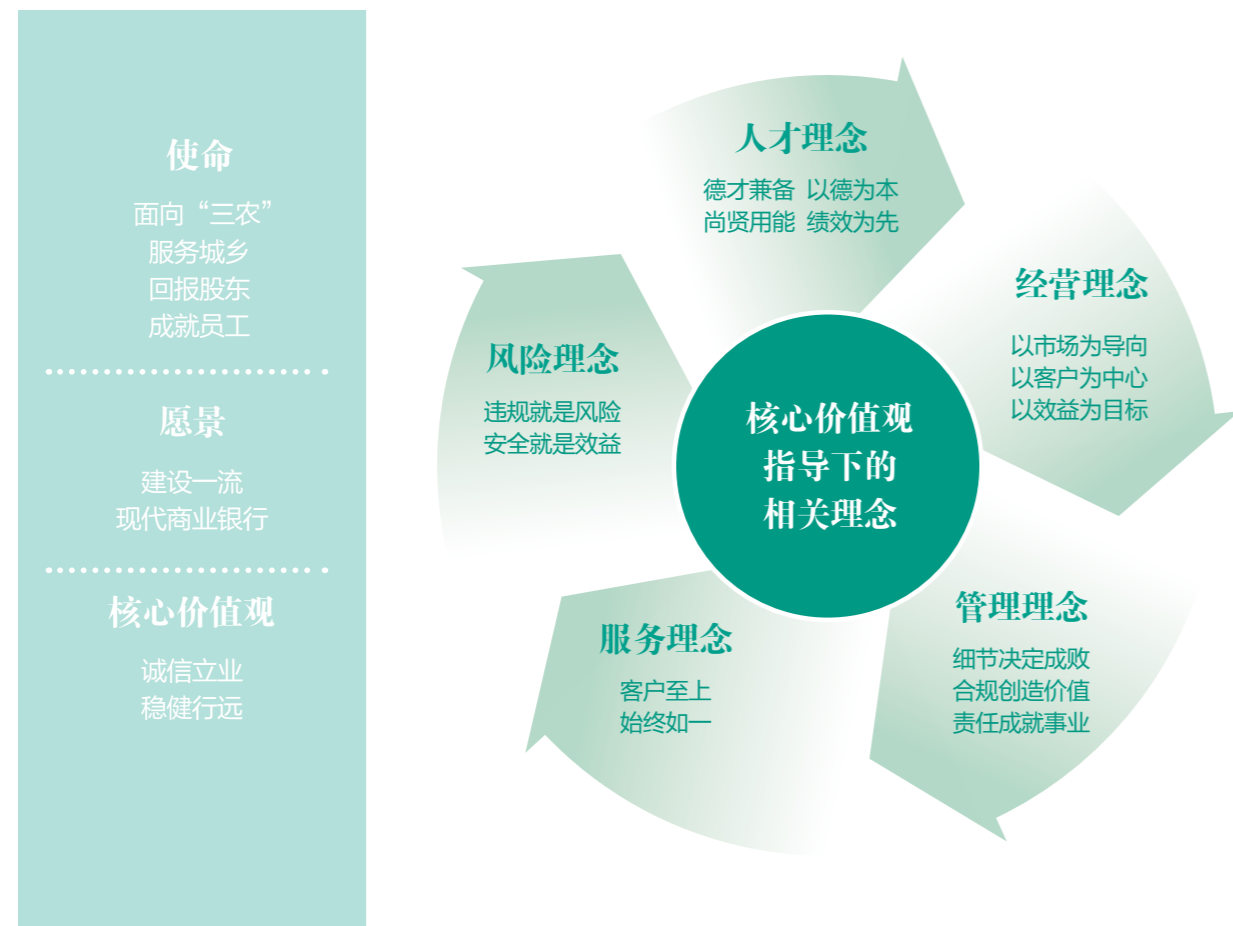 使命
面向“三农”
服务城乡
回报股东
成就员工
愿景
建设一流
现代商业银行
核心价值观
诚信立业
稳健行远
人才理念
德才兼备 以德为本
尚贤用能 绩效为先
经营理念
以市场为导向
以客户为中心
以效益为目标
管理理念
细节决定成败
合规创造价值
责任成就事业
服务理念
客户至上
始终如一
风险理念
违规就是风险
安全就是效益
核心价值观
指导下的
相关理念